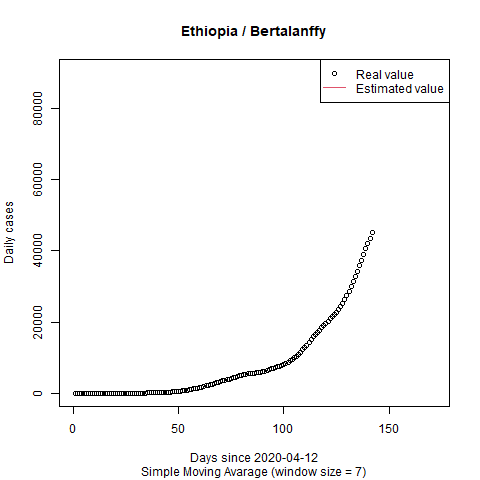 Ethiopia / Bertalanffy
Real value
Estimated value
Daily cases
80000
60000
40000
20000
0
0 50 100 150
Days since 2020-04-12
Simple Moving Avarage (window size = 7)